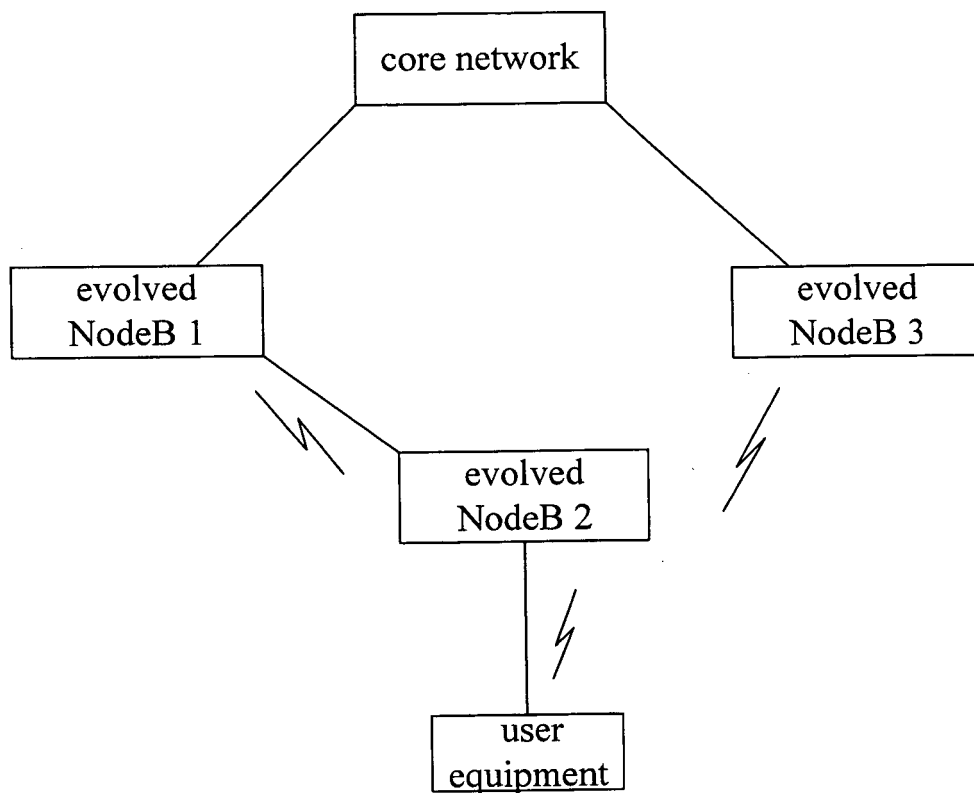 core network
evolved
NodeB 1
evolved
NodeB 3
evolved
NodeB 2
user
equipment